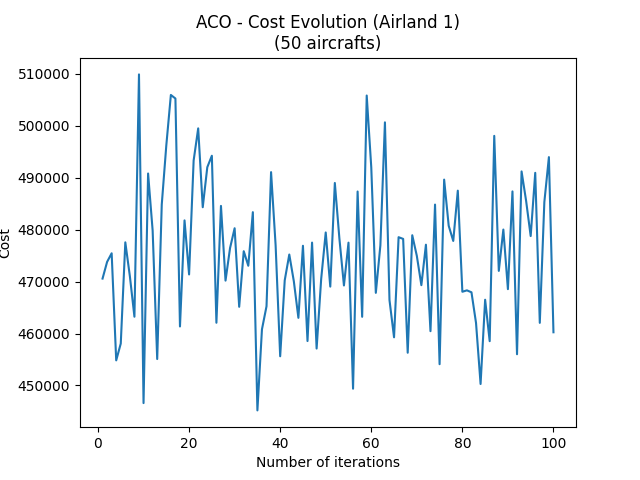 ACO - Cost Evolution (Airland 1)
(50 aircrafts)
510000
500000
490000
480000
470000
460000
450000
Cost
0 20 40 60 80 100
Number of iterations